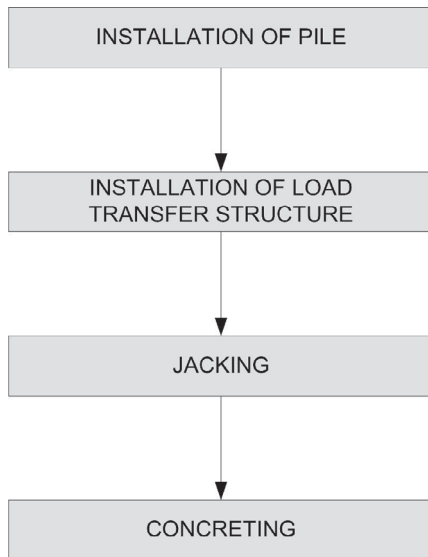 INSTALLATION OF PILE
INSTALLATION OF LOAD
TRANSFER STRUCTURE
JACKING
CONCRETING